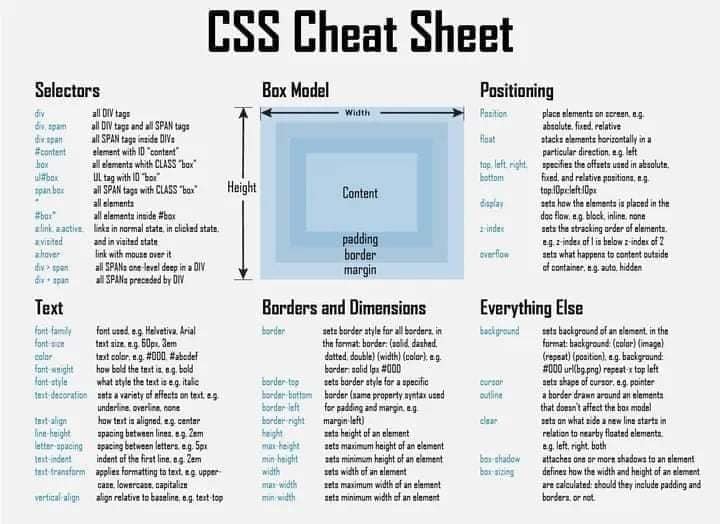 CSS Cheat Sheet
Selectors
div all DIV tags
div, spam all DIV tags and all SPAN tags
div span all SPAN tags inside DIVs
#content element with ID "content"
.box all elements whith CLASS "box"
ul#box UL tag with ID "box"
span.box all SPAN tags with CLASS "box"
* all elements
#box* all elements inside #box
a:link, a:active, links in normal state, in clicked state,
a:visited and in visited state
a:hover link with mouse over it
div > span all SPANs one-level deep in a DIV
div + span all SPANs preceded by DIV
Box Model
Width
Height
Content
padding
border
margin
Positioning
Position place elements on screen, e.g.
absolute, fixed, relative
float stacks elements horizontally in a
particular direction, e.g. left
top, left, right, specifies the offsets used in absolute,
bottom fixed, and relative positions, e.g.
top:10px;left:10px
display sets how the elements is placed in the
doc flow, e.g. block, inline, none
z-index sets the stracking order of elements,
e.g, z-index of 1 is below z-index of 2
overflow sets what happens to content outside
of container, e.g. auto, hidden
Text
font-family font used, e.g. Helvetiva, Arial
font-size text size, e.g. 60px, 3em
color text color, e.g. #000, #abcdef
font-weight how bold the text is, e.g. bold
font-style what style the text is e.g. italic
text-decoration sets a variety of effects on text, e.g.
underline, overline, none
text-align how text is aligned, e.g. center
line-height spacing between lines, e.g. 2em
letter-spacing spacing between letters, e.g. 5px
text-indent indent of the first line, e.g. 2em
text-transform applies formatting to text, e.g. upper-
case, lowercase, capitalize
vertical-align align relative to baseline, e.g. text-top
Borders and Dimensions
border sets border style for all borders, in
the format: border: (solid, dashed,
dotted, double) (width) (color), e.g.
border: solid 1px #000
border-top sets border style for a specific
border-bottom border (same property syntax used
border-left for padding and margin, e.g.
border-right margin-left)
height sets height of an element
max-height sets maximum height of an element
min-height sets minimum height of an element
width sets width of element
max-width sets maximum width of an element
min-width sets minimum width of an element
Everything Else
background sets background of an element, in the
format: background: (color) (image)
(repeat) (position), e.g. background:
#000 url(bg.png) repeat-x top left
cursor sets shape of cursor, e.g. pointer
outline a border drawn around an elements
that doesn't affect the box model
clear sets on what side a new line starts in
relation to nearby floated elements,
e.g. left, right, both
box-shadow attaches one or more shadows to an element
box-sizing defines how the width and height of an element
are calculated: should they include padding and
borders, or not.